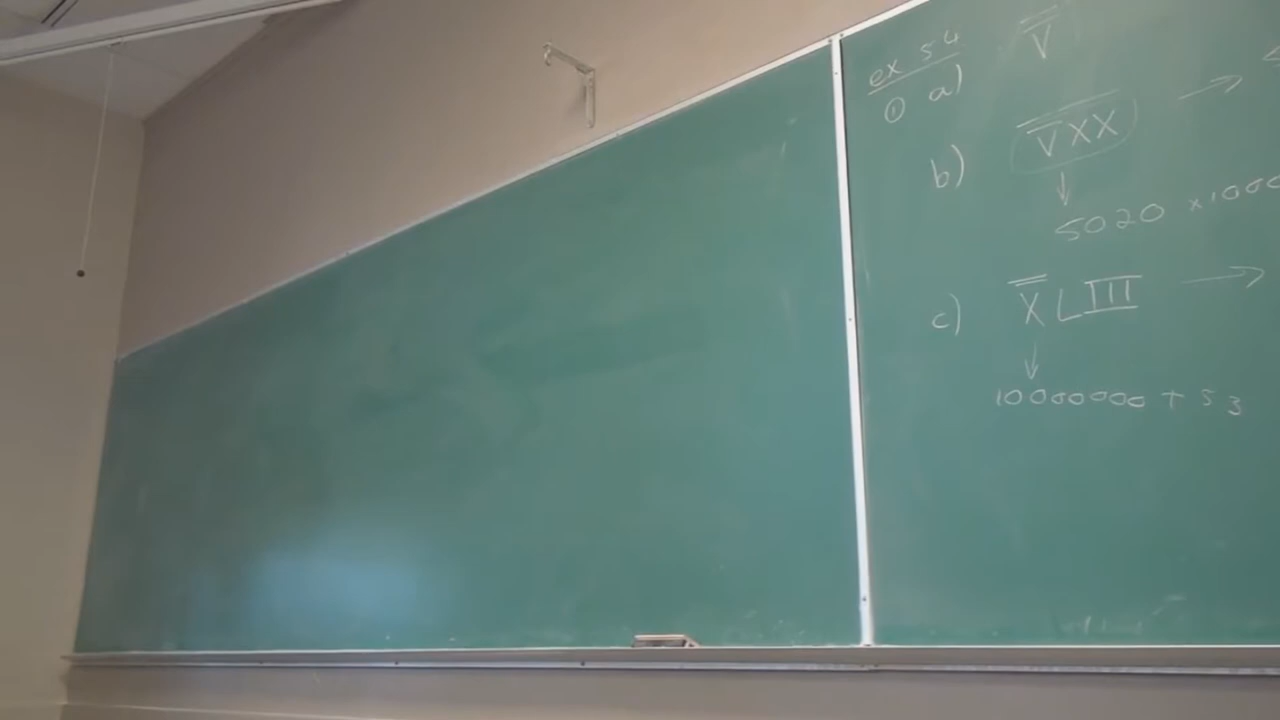 ex 54
① a) V̿
b) V̿XX →
↓
5020 x1000
c) X̿LIII →
↓
10000000 + 53